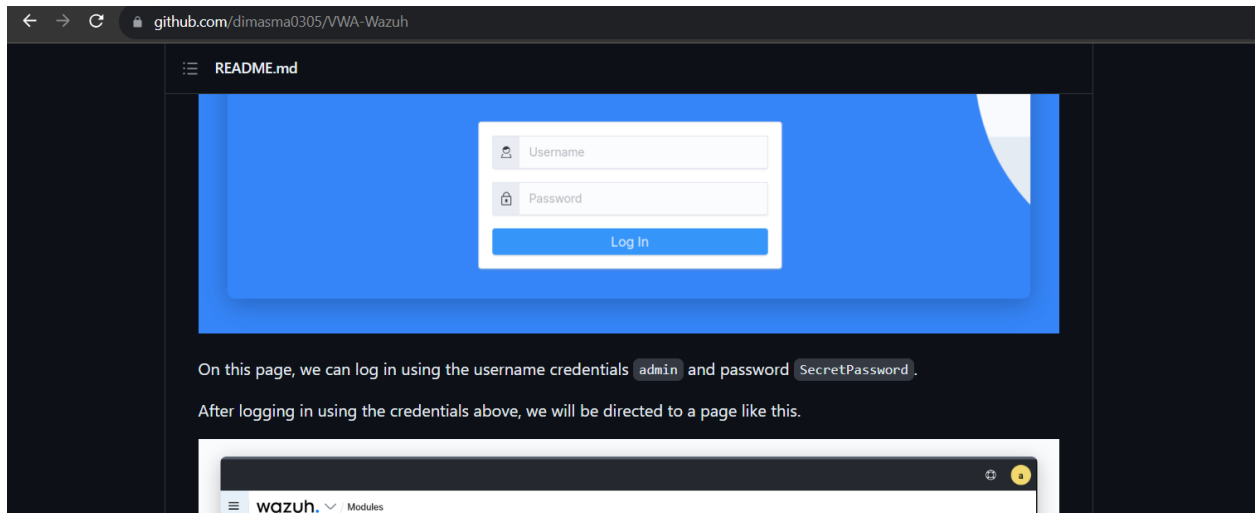 github.com/dimasma0305/VWA-Wazuh
README.md
Username
Password
Log In
On this page, we can log in using the username credentials admin and password SecretPassword.
After logging in using the credentials above, we will be directed to a page like this.
a
wazuh. / Modules